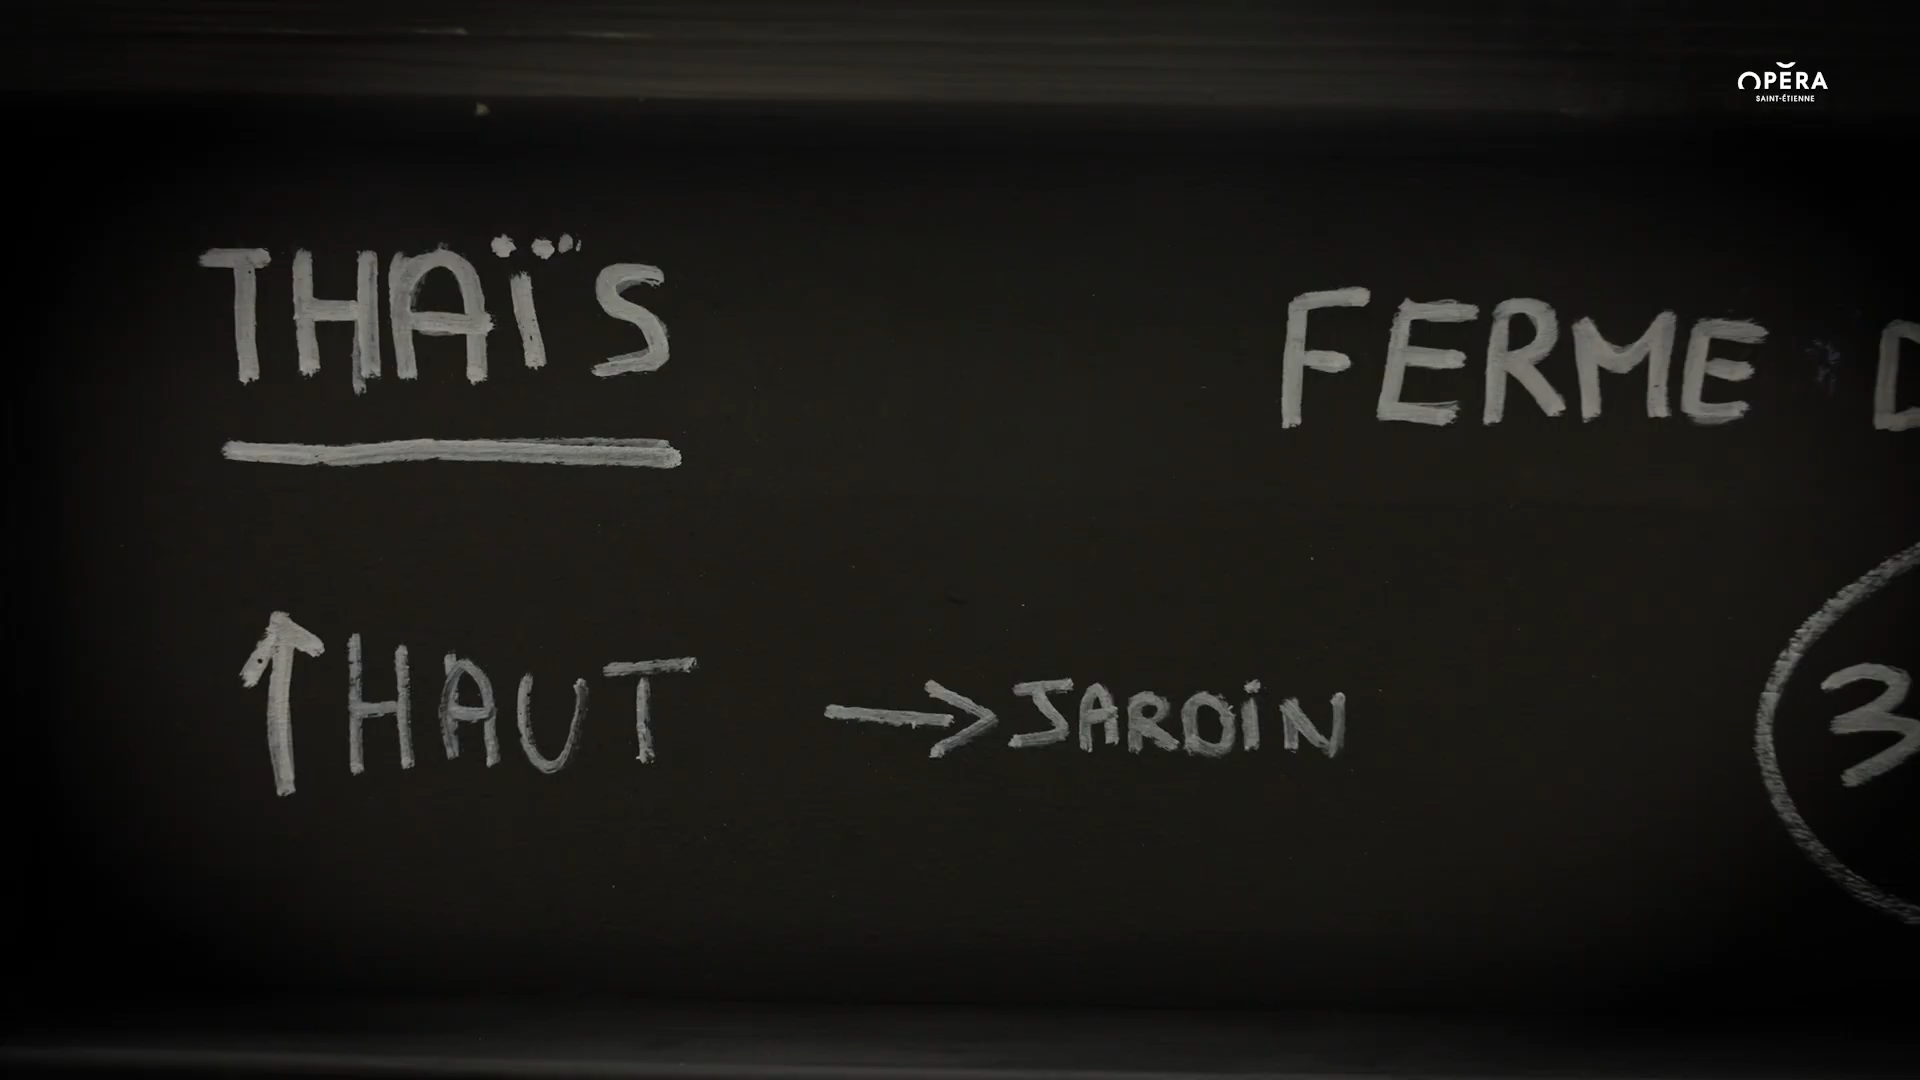 OPÉRA
SAINT-ÉTIENNE
THAÏS
FERME
↑ HAUT → JARDIN
3